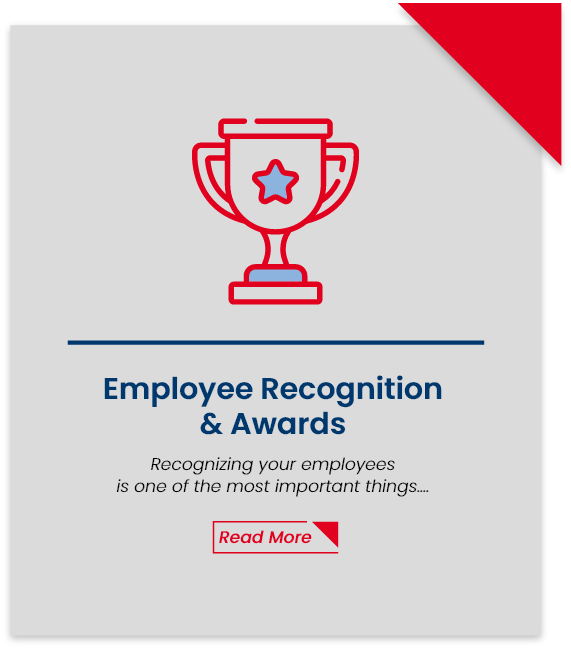 Employee Recognition
& Awards
Recognizing your employees
is one of the most important things....
Read More